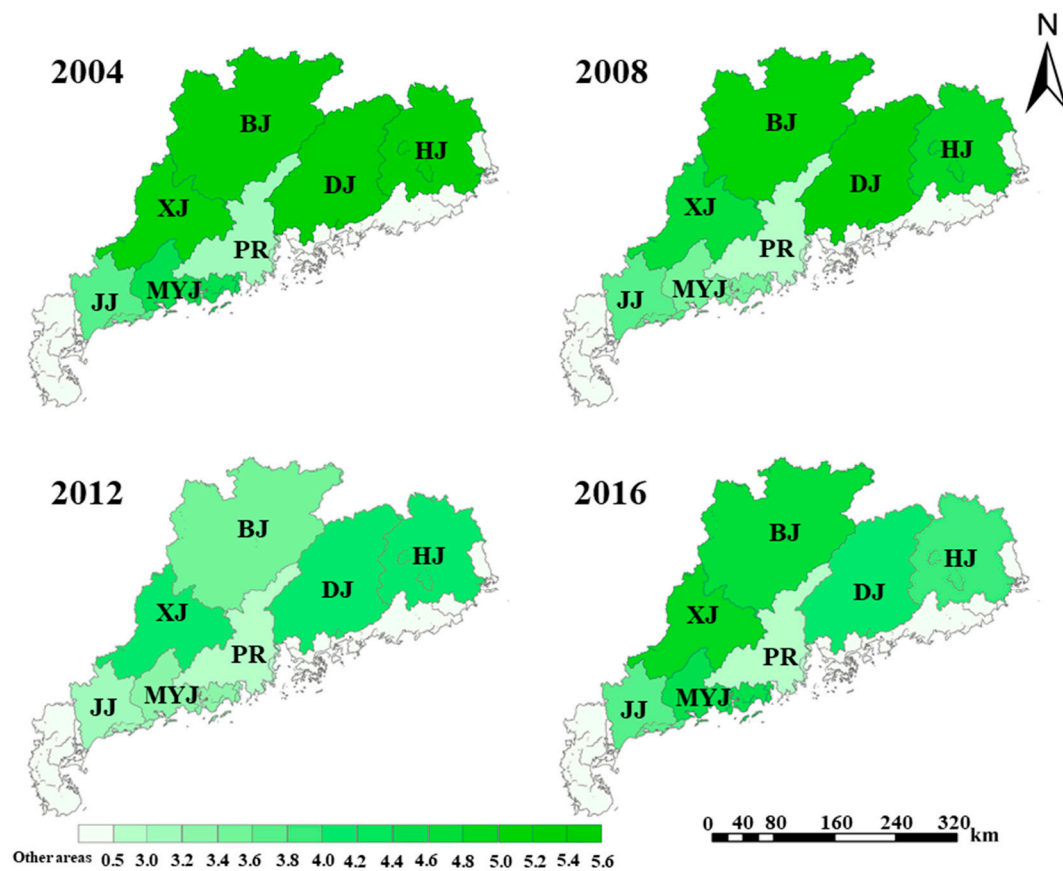 N
2004
BJ
HJ
DJ
XJ
PR
MYJ
JJ
2008
BJ
HJ
DJ
XJ
PR
MYJ
JJ
2012
BJ
HJ
DJ
XJ
PR
MYJ
JJ
2016
BJ
HJ
DJ
XJ
PR
MYJ
JJ
Other areas 0.5 3.0 3.2 3.4 3.6 3.8 4.0 4.2 4.4 4.6 4.8 5.0 5.2 5.4 5.6
0 40 80 160 240 320
km